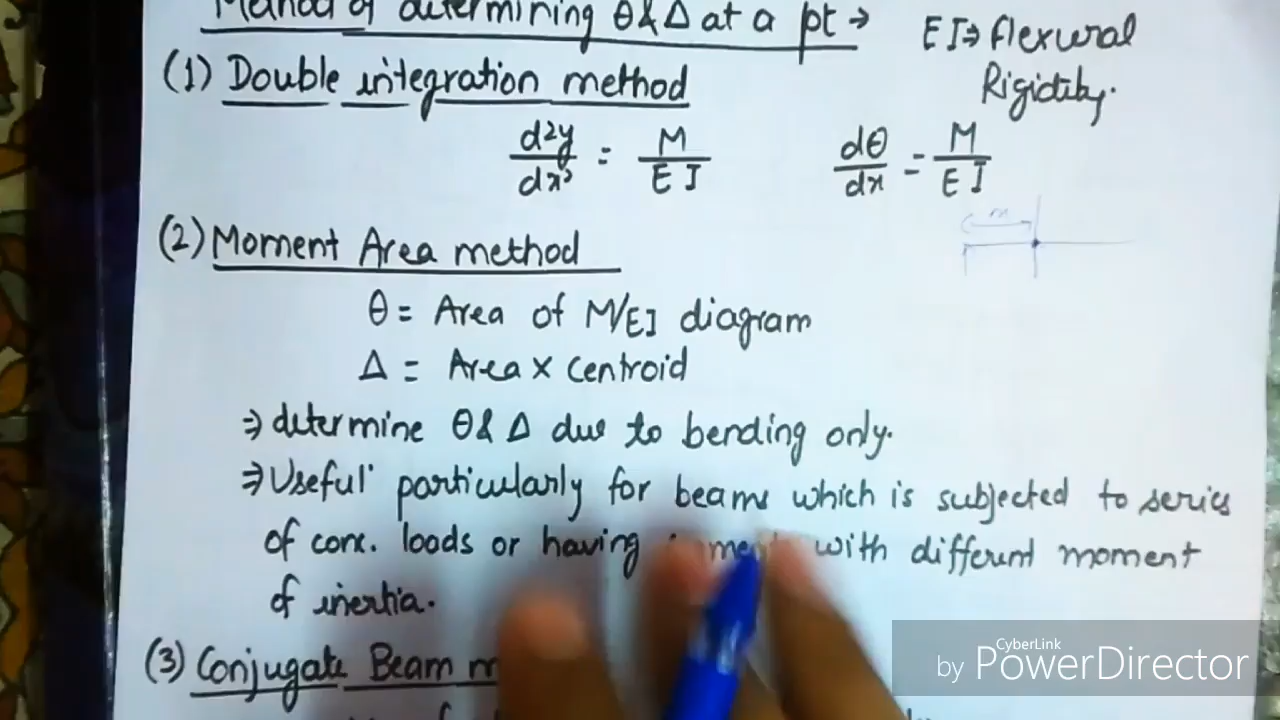 Method of determining θ & Δ at a pt →
EI ⇒ flexural
Rigidity.
(1) Double integration method
d²y/dx² = M/EI
dθ/dx = M/EI
x
(2) Moment Area method
θ = Area of M/EI diagram
Δ = Area × centroid
⇒ determine θ & Δ due to bending only.
⇒ Useful particularly for beams which is subjected to series
of conc. loads or having with different moment
of inertia.
(3) Conjugate Beam
CyberLink
by PowerDirector